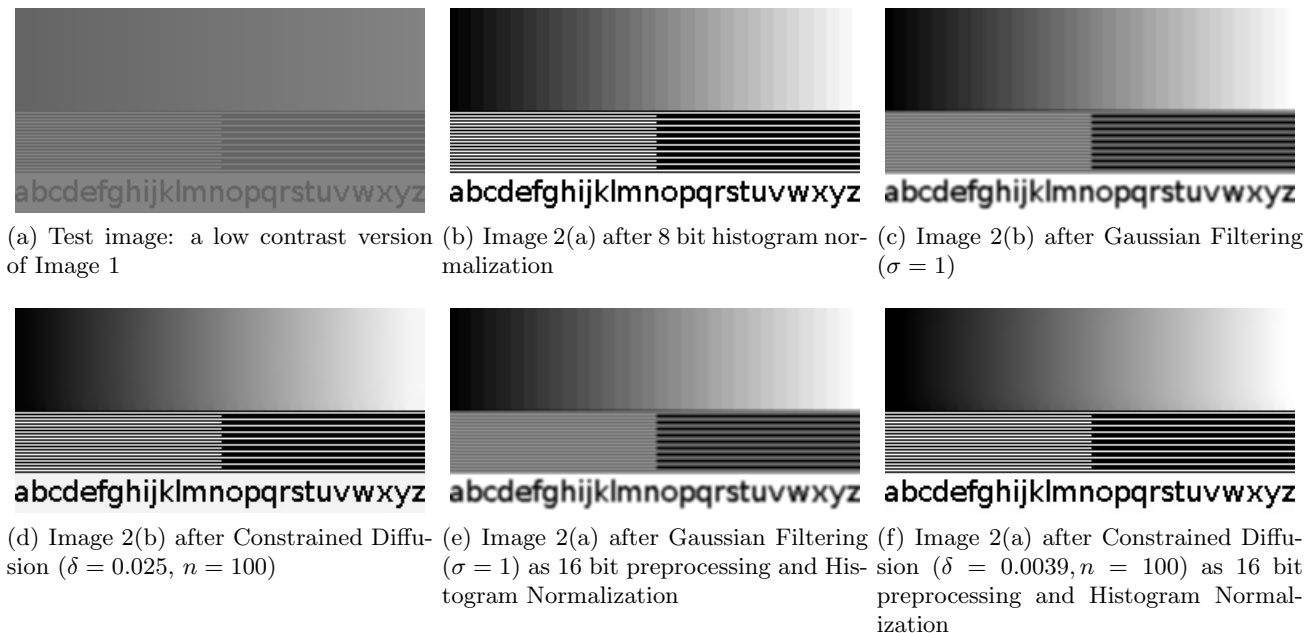 abcdefghijklmnopqrstuvwxyz
abcdefghijklmnopqrstuvwxyz
abcdefghijklmnopqrstuvwxyz
(a) Test image: a low contrast version
of Image 1
(b) Image 2(a) after 8 bit histogram nor-
malization
(c) Image 2(b) after Gaussian Filtering
(σ = 1)
abcdefghijklmnopqrstuvwxyz
abcdefghijklmnopqrstuvwxyz
abcdefghijklmnopqrstuvwxyz
(d) Image 2(b) after Constrained Diffu-
sion (δ = 0.025, n = 100)
(e) Image 2(a) after Gaussian Filtering
(σ = 1) as 16 bit preprocessing and His-
togram Normalization
(f) Image 2(a) after Constrained Diffu-
sion (δ = 0.0039, n = 100) as 16 bit
preprocessing and Histogram Normal-
ization